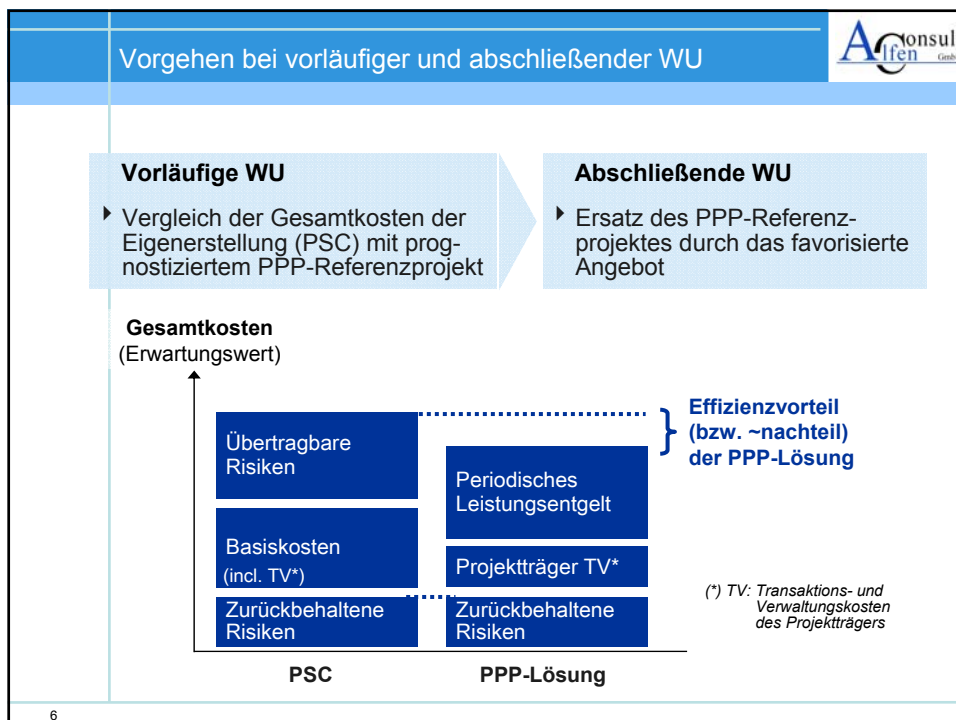 Vorgehen bei vorläufiger und abschließender WU
Alfen
Consul
GmbH
Vorläufige WU
Vergleich der Gesamtkosten der
Eigenerstellung (PSC) mit prog-
nostiziertem PPP-Referenzprojekt
Abschließende WU
Ersatz des PPP-Referenz-
projektes durch das favorisierte
Angebot
Gesamtkosten
(Erwartungswert)
Übertragbare
Risiken
Basiskosten
(incl. TV*)
Zurückbehaltene
Risiken
Periodisches
Leistungsentgelt
Projektträger TV*
Zurückbehaltene
Risiken
Effizienzvorteil
(bzw. ~nachteil)
der PPP-Lösung
(*) TV: Transaktions- und
Verwaltungskosten
des Projektträgers
PSC
PPP-Lösung
6